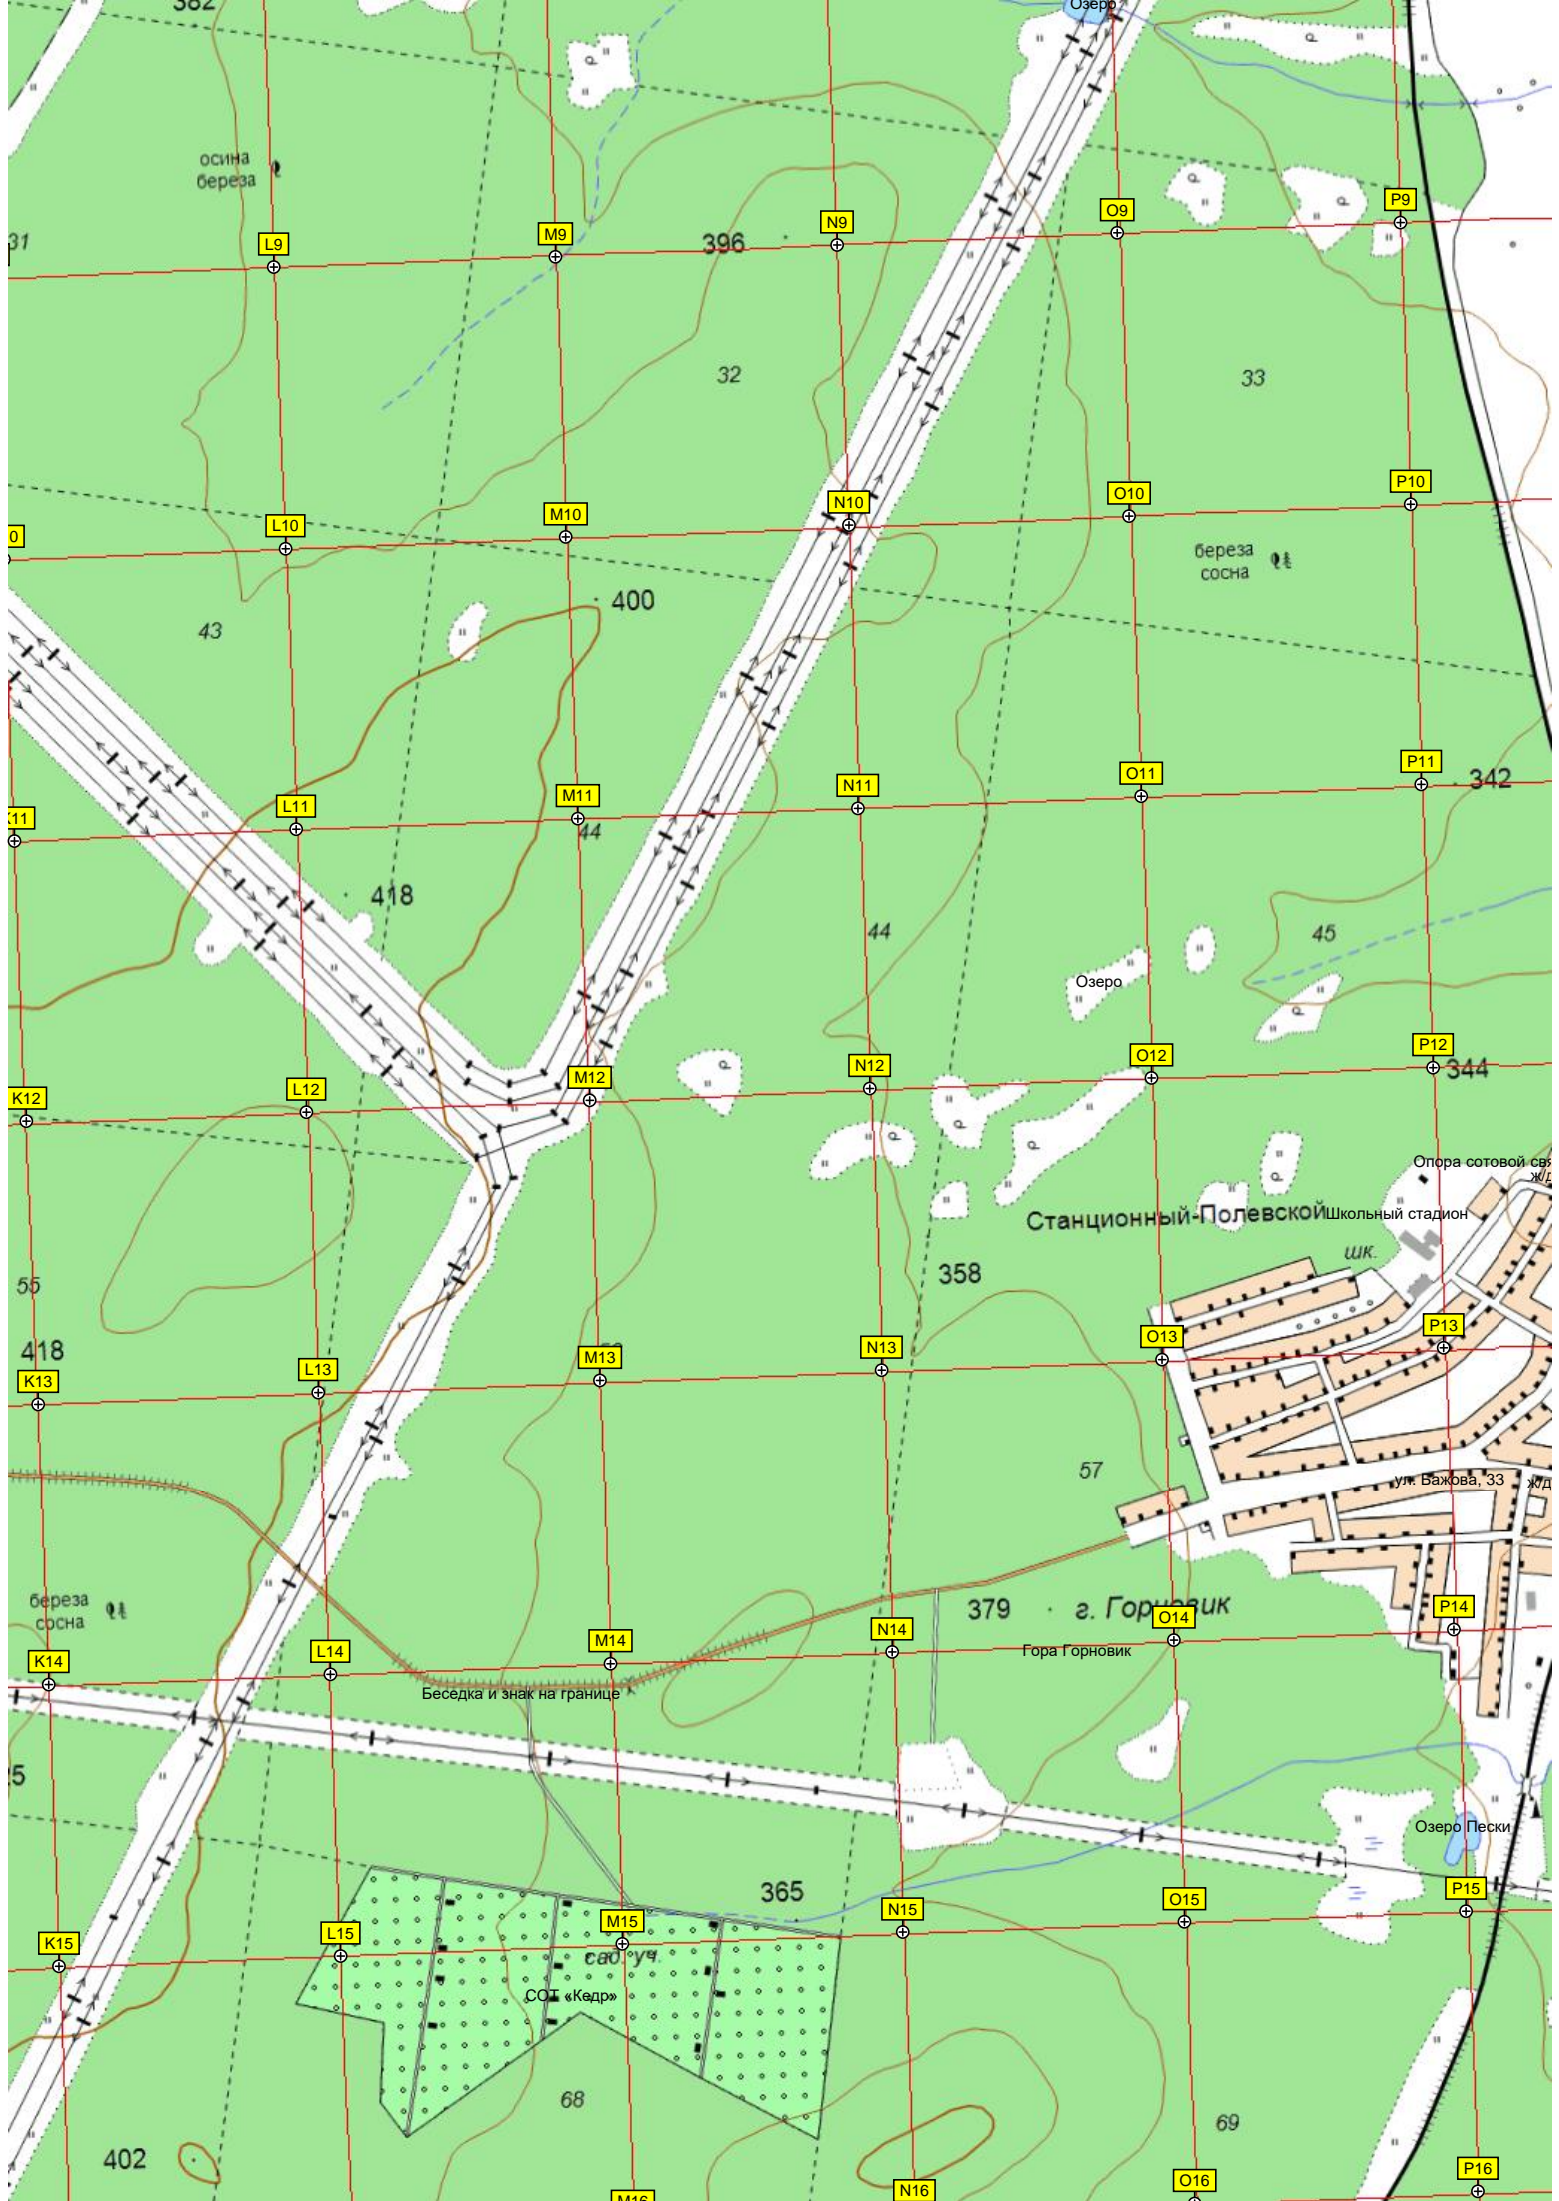 382
Озеро
осина
береза
31
L9
M9
396
N9
O9
P9
32
33
L10
M10
N10
O10
P10
0
береза
сосна
400
43
K11
L11
M11
44
N11
O11
P11
342
418
44
45
Озеро
K12
L12
M12
N12
O12
P12
344
Опора сотовой свя
ж/д
Станционный-Полевской
Школьный стадион
шк.
55
358
418
K13
L13
M13
N13
O13
P13
57
ул. Бажова, 33
ж/д
береза
сосна
379
г. Горновик
K14
L14
M14
N14
O14
P14
Гора Горновик
Беседка и знак на границе
5
Озеро Пески
365
K15
L15
M15
N15
O15
P15
сад. уч.
СОТ «Кедр»
68
69
402
M16
N16
O16
P16